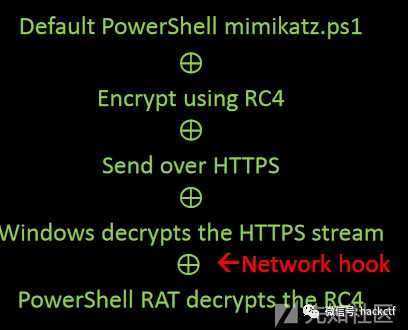 Default PowerShell mimikatz.ps1
⊕
Encrypt using RC4
⊕
Send over HTTPS
⊕
Windows decrypts the HTTPS stream
⊕ ←Network hook
PowerShell RAT decrypts the RC4
先知社区
微信号: hackctf